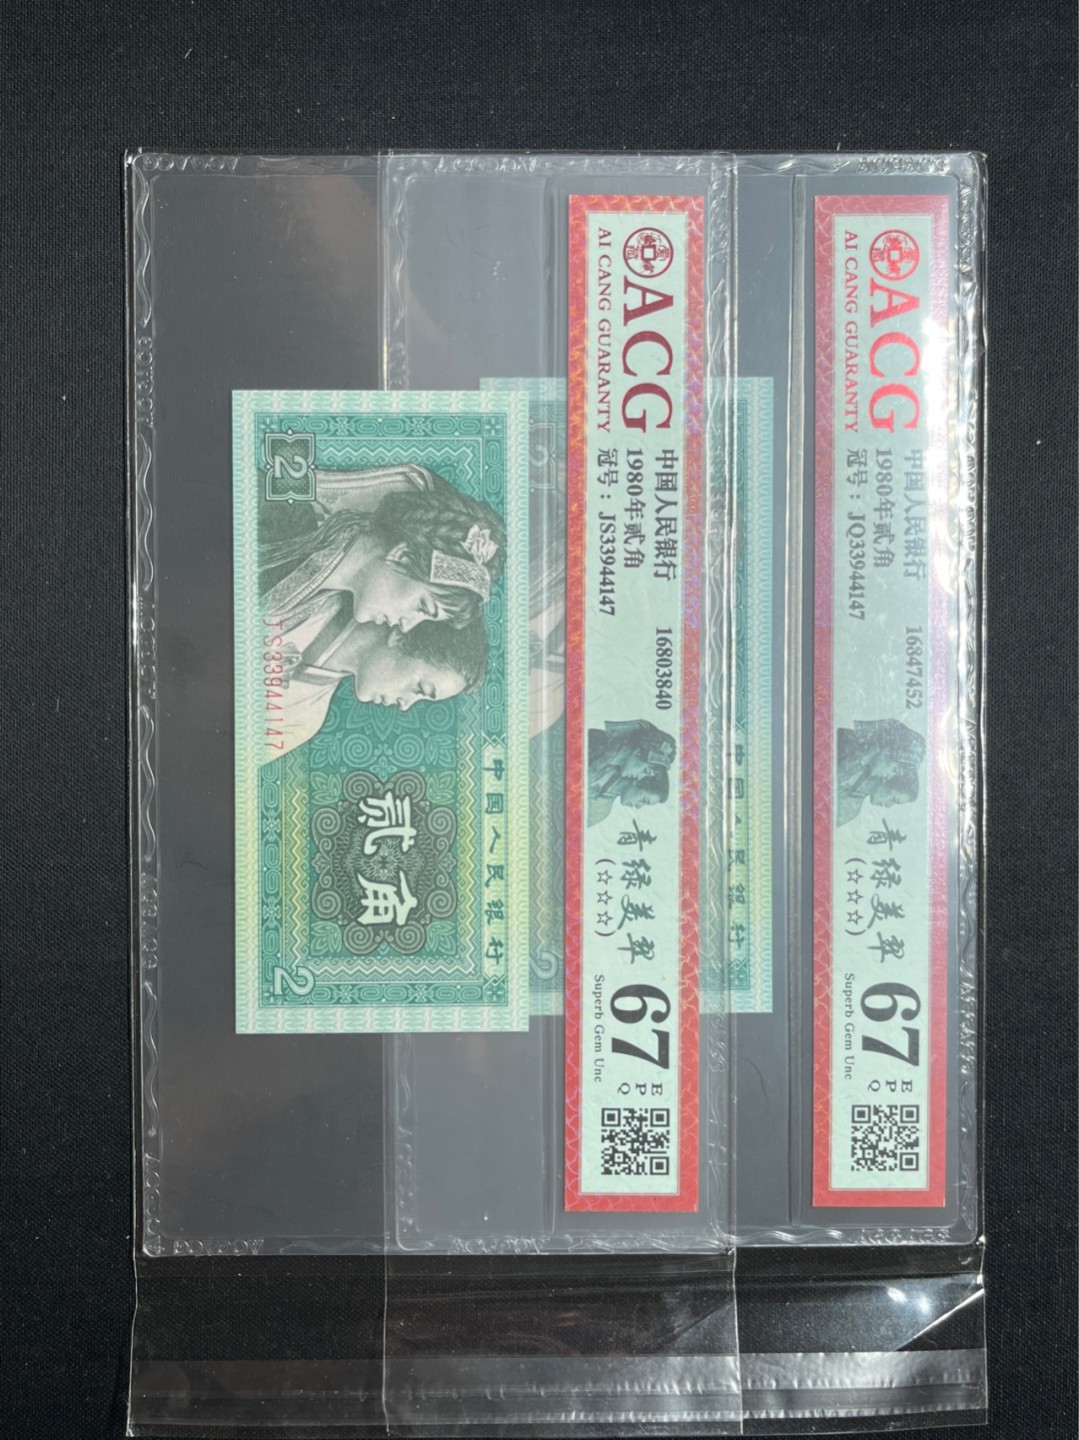 ACG
AI CANG GUARANTY
中国人民银行 16847452
1980年贰角
冠号：JQ33944147
青绿美翠
(☆☆☆)
67 EPQ
Superb Gem Unc
ACG
AI CANG GUARANTY
中国人民银行 16803840
1980年贰角
冠号：JS33944147
青绿美翠
(☆☆☆)
67 EPQ
Superb Gem Unc
中国人民银行
2
贰角
JS33944147
2